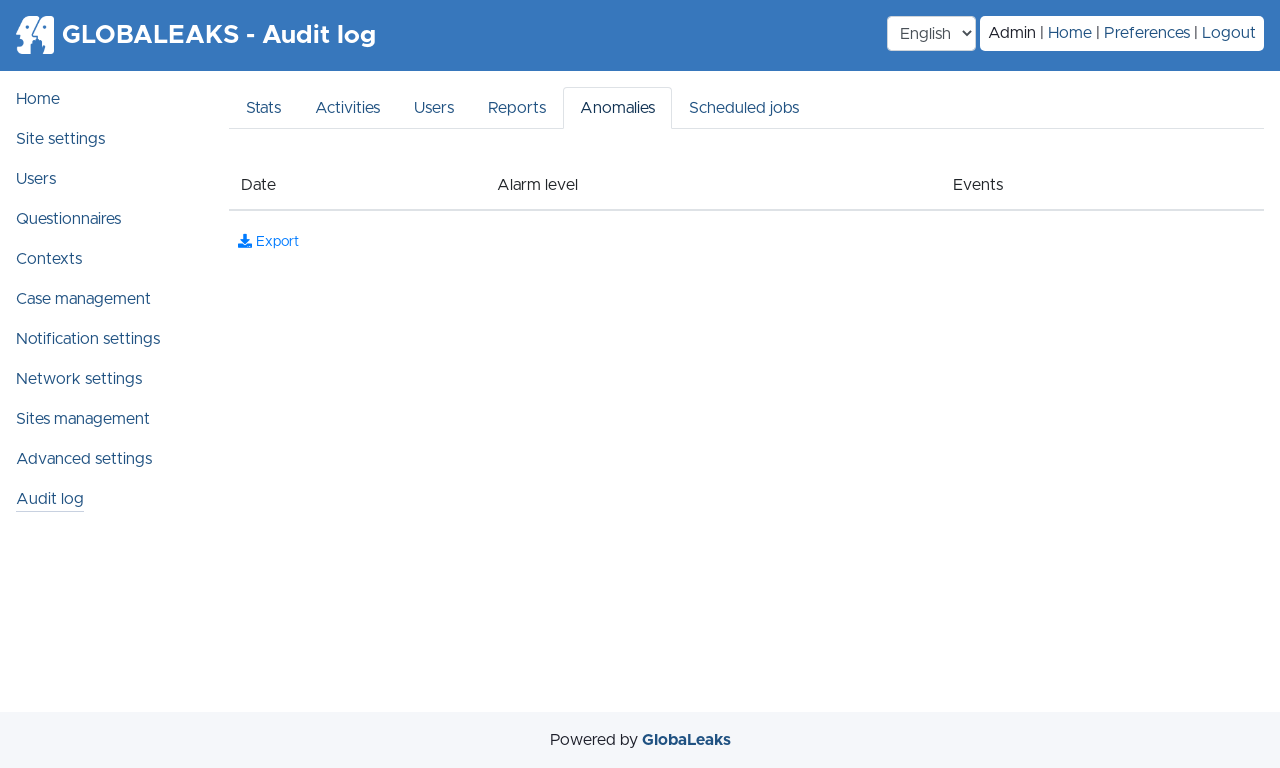 GLOBALEAKS - Audit log
English
Admin | Home | Preferences | Logout
Home
Site settings
Users
Questionnaires
Contexts
Case management
Notification settings
Network settings
Sites management
Advanced settings
Audit log
Stats Activities Users Reports Anomalies Scheduled jobs
Date Alarm level Events
Export
Powered by GlobaLeaks